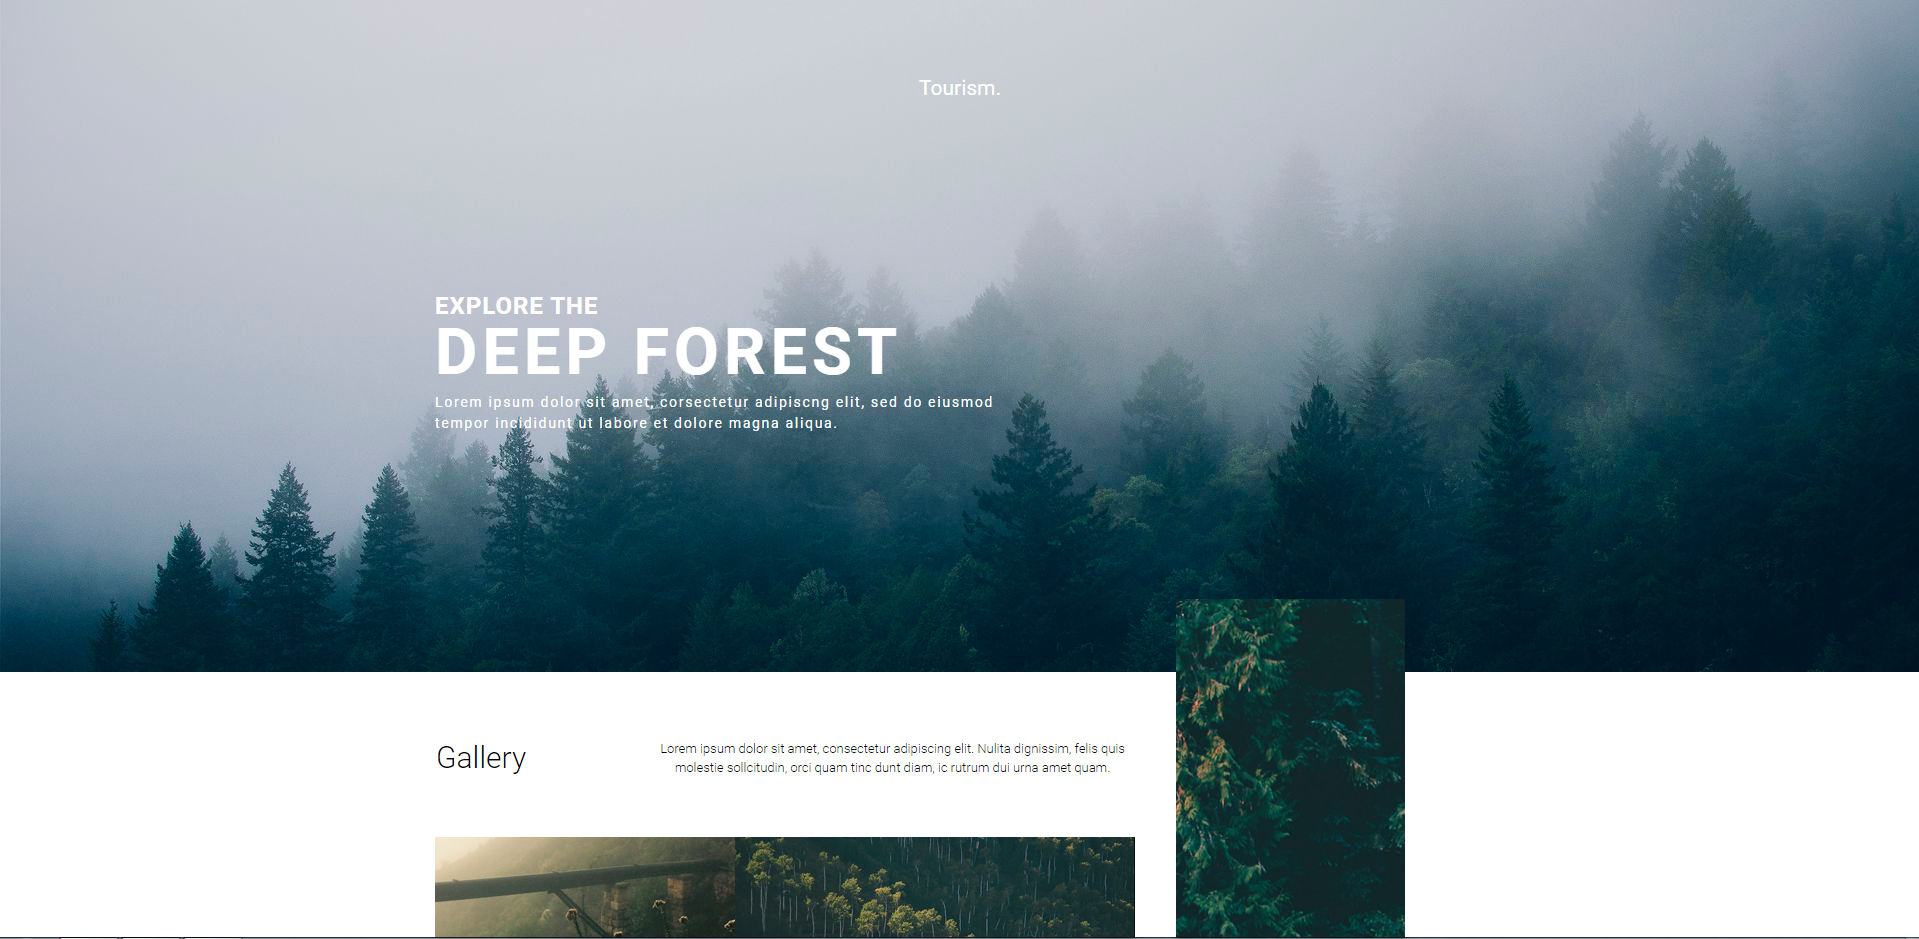 Tourism.
EXPLORE THE
DEEP FOREST
Lorem ipsum dolor sit amet, corsectetur adipiscng elit, sed do eiusmod
tempor incididunt ut labore et dolore magna aliqua.
Gallery
Lorem ipsum dolor sit amet, consectetur adipiscing elit. Nulita dignissim, felis quis
molestie sollcitudin, orci quam tinc dunt diam, ic rutrum dui urna amet quam.